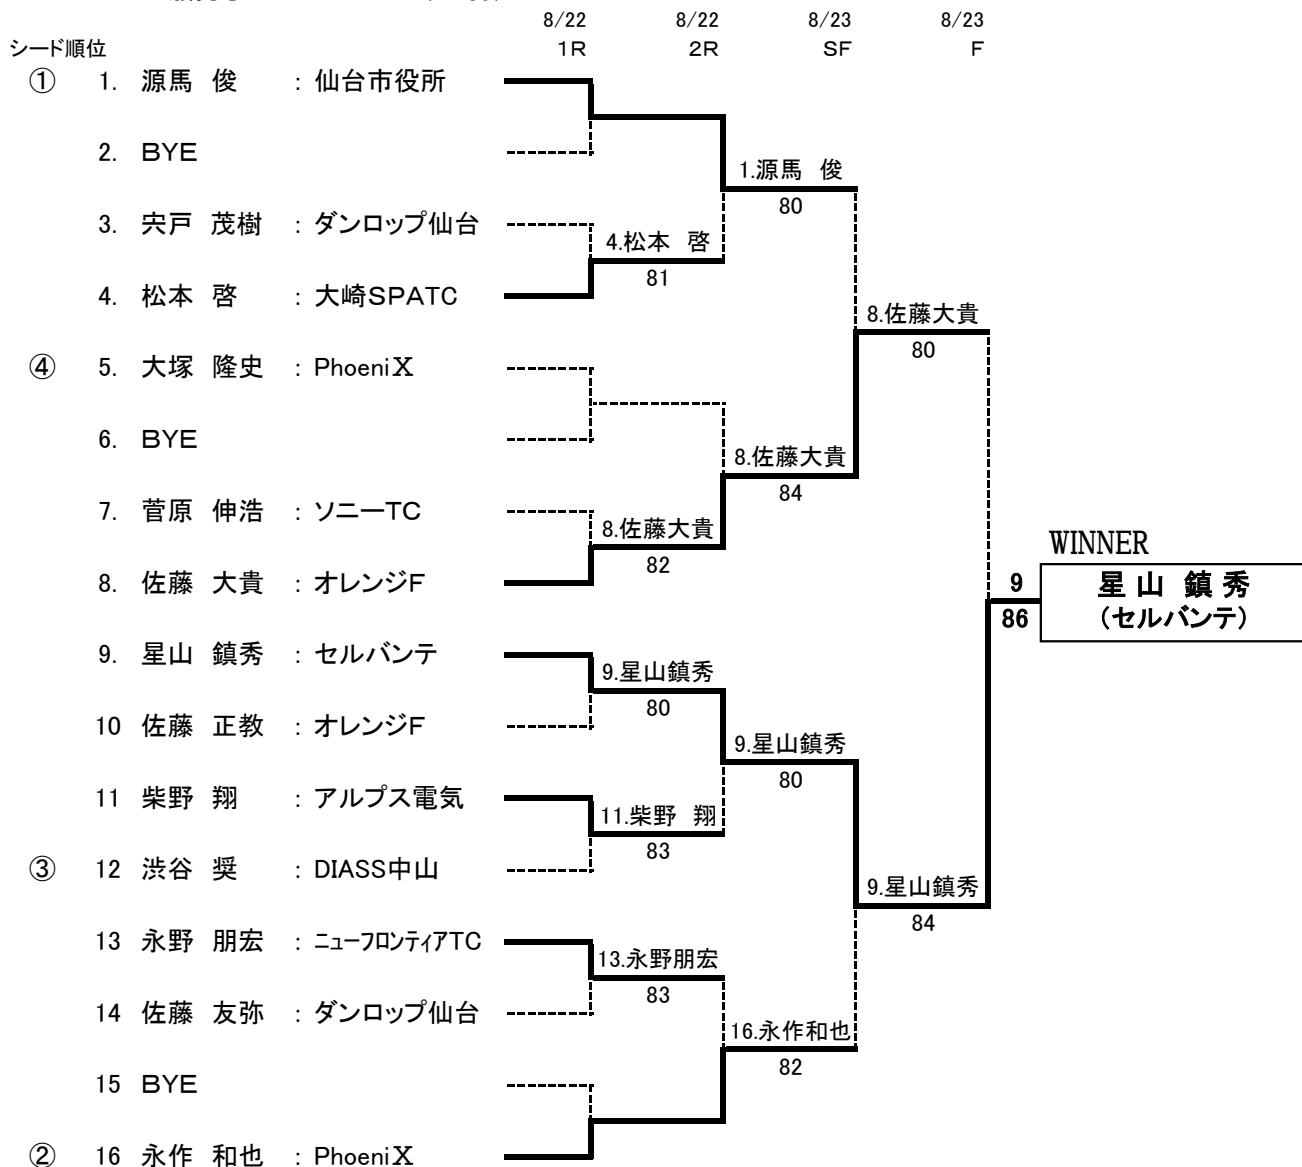 8/22 8/22 8/23 8/23
シード順位 1R 2R SF F
① 1. 源馬 俊 : 仙台市役所
2. BYE
1.源馬 俊
80
3. 宍戸 茂樹 : ダンロップ仙台
4.松本 啓
81
4. 松本 啓 : 大崎SPATC
8.佐藤大貴
80
④ 5. 大塚 隆史 : PhoeniX
6. BYE
8.佐藤大貴
84
7. 菅原 伸浩 : ソニーTC
8.佐藤大貴
82
WINNER
8. 佐藤 大貴 : オレンジF
9 星山 鎮秀
86 (セルバンテ)
9. 星山 鎮秀 : セルバンテ
9.星山鎮秀
80
10 佐藤 正教 : オレンジF
9.星山鎮秀
80
11 柴野 翔 : アルプス電気
11.柴野 翔
83
③ 12 渋谷 奨 : DIASS中山
9.星山鎮秀
84
13 永野 朋宏 : ニューフロンティアTC
13.永野朋宏
83
14 佐藤 友弥 : ダンロップ仙台
16.永作和也
82
15 BYE
② 16 永作 和也 : PhoeniX